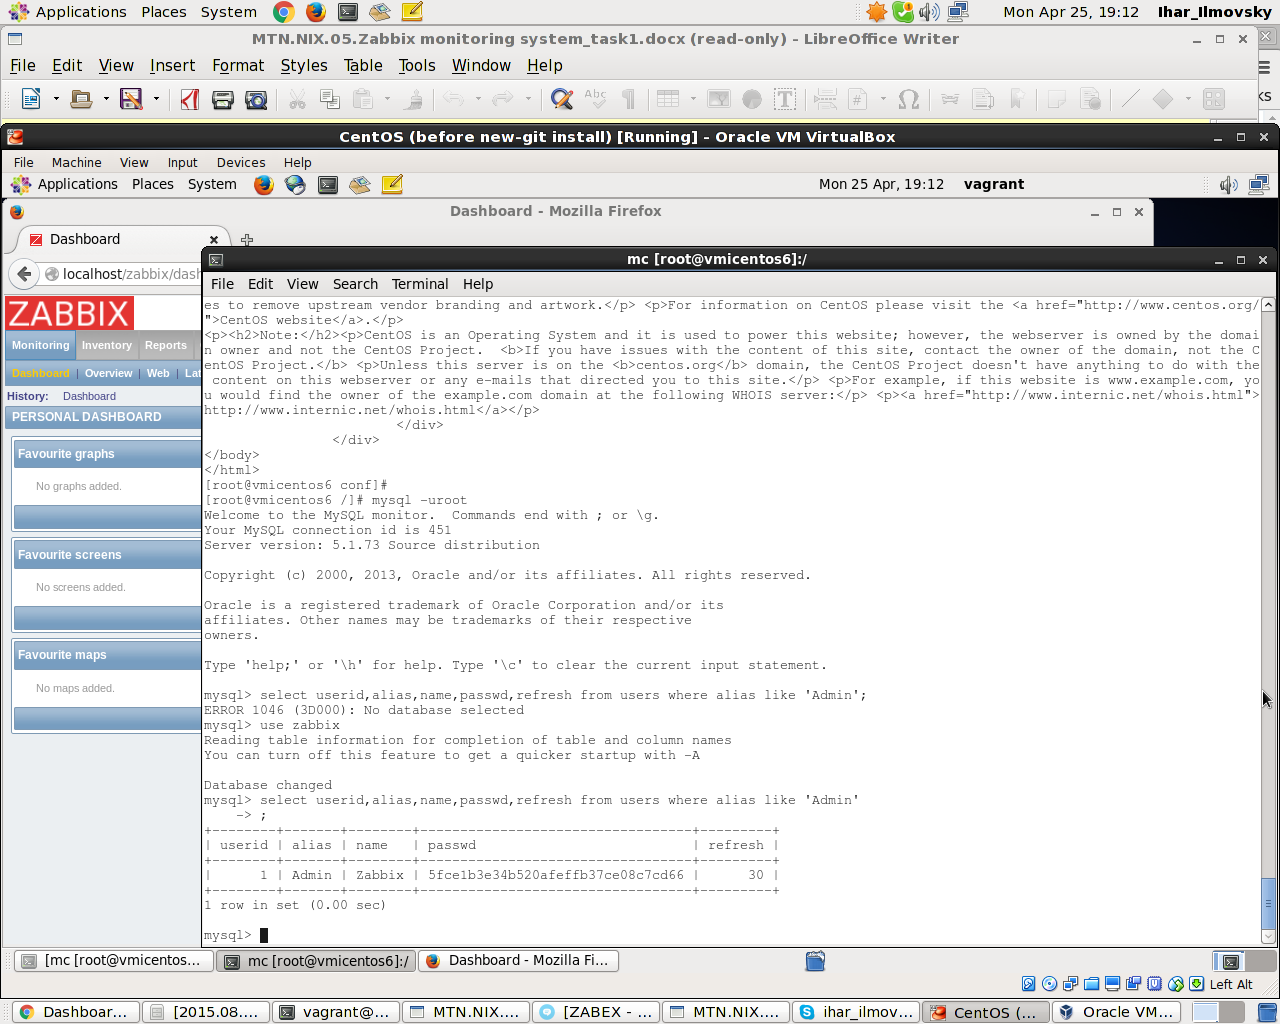 Applications Places System
Mon Apr 25, 19:12 Ihar_Ilmovsky
MTN.NIX.05.Zabbix monitoring system_task1.docx (read-only) - LibreOffice Writer
File Edit View Insert Format Styles Table Tools Window Help
CentOS (before new-git install) [Running] - Oracle VM VirtualBox
File Machine View Input Devices Help
Applications Places System
Mon 25 Apr, 19:12 vagrant
Dashboard - Mozilla Firefox
Dashboard
localhost/zabbix/dash
ZABBIX
Monitoring Inventory Reports
Dashboard Overview Web Lat
History: Dashboard
PERSONAL DASHBOARD
Favourite graphs
No graphs added.
Favourite screens
No screens added.
Favourite maps
No maps added.
mc [root@vmicentos6]:/
File Edit View Search Terminal Help
es to remove upstream vendor branding and artwork.</p> <p>For information on CentOS please visit the <a href="http://www.centos.org/
">CentOS website</a>.</p>
<p><h2>Note:</h2><p>CentOS is an Operating System and it is used to power this website; however, the webserver is owned by the domai
n owner and not the CentOS Project.  <b>If you have issues with the content of this site, contact the owner of the domain, not the C
entOS Project.</b> <p>Unless this server is on the <b>centos.org</b> domain, the CentOS Project doesn't have anything to do with the
 content on this webserver or any e-mails that directed you to this site.</p> <p>For example, if this website is www.example.com, yo
u would find the owner of the example.com domain at the following WHOIS server:</p> <p><a href="http://www.internic.net/whois.html">
http://www.internic.net/whois.html</a></p>
</div>
</div>
</body>
</html>
[root@vmicentos6 conf]#
[root@vmicentos6 /]# mysql -uroot
Welcome to the MySQL monitor.  Commands end with ; or \g.
Your MySQL connection id is 451
Server version: 5.1.73 Source distribution
Copyright (c) 2000, 2013, Oracle and/or its affiliates. All rights reserved.
Oracle is a registered trademark of Oracle Corporation and/or its
affiliates. Other names may be trademarks of their respective
owners.
Type 'help;' or '\h' for help. Type '\c' to clear the current input statement.
mysql> select userid,alias,name,passwd,refresh from users where alias like 'Admin';
ERROR 1046 (3D000): No database selected
mysql> use zabbix
Reading table information for completion of table and column names
You can turn off this feature to get a quicker startup with -A
Database changed
mysql> select userid,alias,name,passwd,refresh from users where alias like 'Admin'
    -> ;
+--------+-------+--------+----------------------------------+---------+
| userid | alias | name   | passwd                           | refresh |
+--------+-------+--------+----------------------------------+---------+
|      1 | Admin | Zabbix | 5fce1b3e34b520afeffb37ce08c7cd66 |      30 |
+--------+-------+--------+----------------------------------+---------+
1 row in set (0.00 sec)
mysql>
[mc [root@vmicentos... mc [root@vmicentos6]:/ Dashboard - Mozilla Fi...
Left Alt
Dashboar... [2015.08.... vagrant@... MTN.NIX.... [ZABEX - ... MTN.NIX.... ihar_ilmov... CentOS (... Oracle VM...